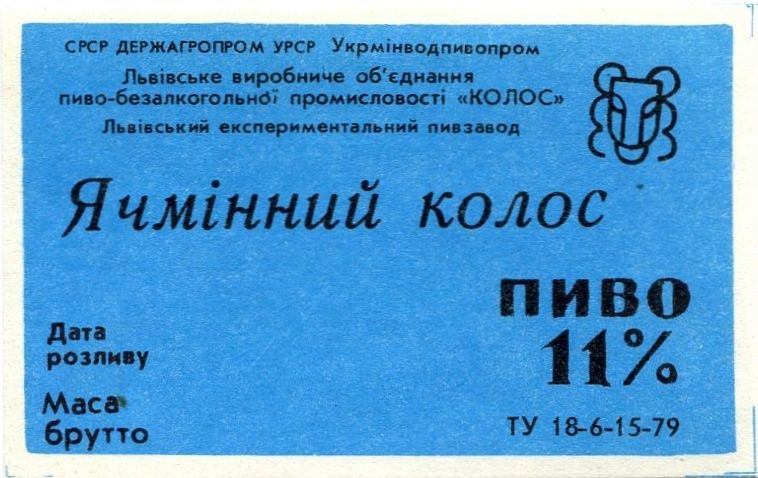 СРСР ДЕРЖАГРОПРОМ УРСР Укрмінводпивопром
Львівське виробниче об'єднання
пиво-безалкогольної промисловості «КОЛОС»
Львівський експериментальний пивзавод
Ячмінний колос
пиво
11%
Дата
розливу
Маса
брутто
ТУ 18-6-15-79